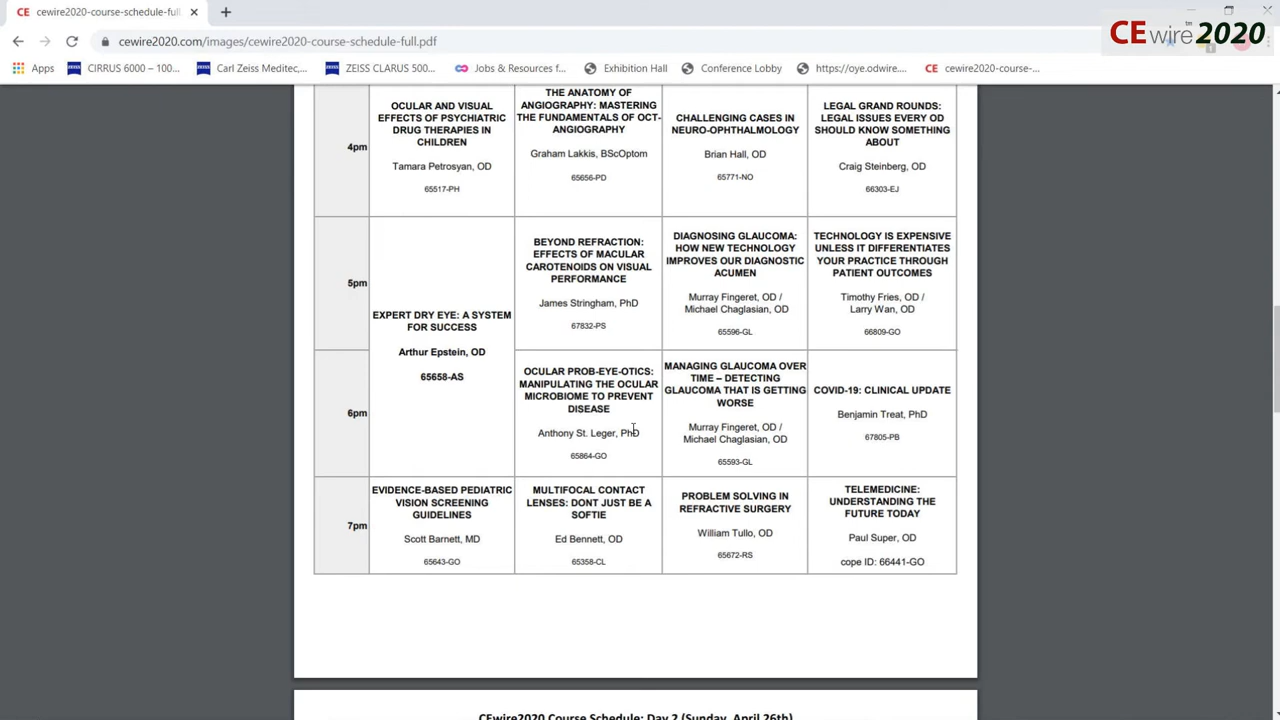 cewire2020-course-schedule-full.
CEwire2020™
cewire2020.com/images/cewire2020-course-schedule-full.pdf
Apps
CIRRUS 6000 – 100...
Carl Zeiss Meditec,...
ZEISS CLARUS 500...
Jobs & Resources f...
Exhibition Hall
Conference Lobby
https://oye.odwire....
cewire2020-course-...
4pm
OCULAR AND VISUAL
EFFECTS OF PSYCHIATRIC
DRUG THERAPIES IN
CHILDREN
Tamara Petrosyan, OD
65517-PH
THE ANATOMY OF
ANGIOGRAPHY: MASTERING
THE FUNDAMENTALS OF OCT-
ANGIOGRAPHY
Graham Lakkis, BScOptom
65656-PD
CHALLENGING CASES IN
NEURO-OPHTHALMOLOGY
Brian Hall, OD
65771-NO
LEGAL GRAND ROUNDS:
LEGAL ISSUES EVERY OD
SHOULD KNOW SOMETHING
ABOUT
Craig Steinberg, OD
66303-EJ
5pm
EXPERT DRY EYE: A SYSTEM
FOR SUCCESS
Arthur Epstein, OD
65658-AS
BEYOND REFRACTION:
EFFECTS OF MACULAR
CAROTENOIDS ON VISUAL
PERFORMANCE
James Stringham, PhD
67832-PS
DIAGNOSING GLAUCOMA:
HOW NEW TECHNOLOGY
IMPROVES OUR DIAGNOSTIC
ACUMEN
Murray Fingeret, OD /
Michael Chaglasian, OD
65596-GL
TECHNOLOGY IS EXPENSIVE
UNLESS IT DIFFERENTIATES
YOUR PRACTICE THROUGH
PATIENT OUTCOMES
Timothy Fries, OD /
Larry Wan, OD
66809-GO
6pm
OCULAR PROB-EYE-OTICS:
MANIPULATING THE OCULAR
MICROBIOME TO PREVENT
DISEASE
Anthony St. Leger, PhD
65864-GO
MANAGING GLAUCOMA OVER
TIME – DETECTING
GLAUCOMA THAT IS GETTING
WORSE
Murray Fingeret, OD /
Michael Chaglasian, OD
65593-GL
COVID-19: CLINICAL UPDATE
Benjamin Treat, PhD
67805-PB
7pm
EVIDENCE-BASED PEDIATRIC
VISION SCREENING
GUIDELINES
Scott Barnett, MD
65643-GO
MULTIFOCAL CONTACT
LENSES: DONT JUST BE A
SOFTIE
Ed Bennett, OD
65358-CL
PROBLEM SOLVING IN
REFRACTIVE SURGERY
William Tullo, OD
65672-RS
TELEMEDICINE:
UNDERSTANDING THE
FUTURE TODAY
Paul Super, OD
cope ID: 66441-GO
CEwire2020 Course Schedule: Day 2 (Sunday, April 26th)